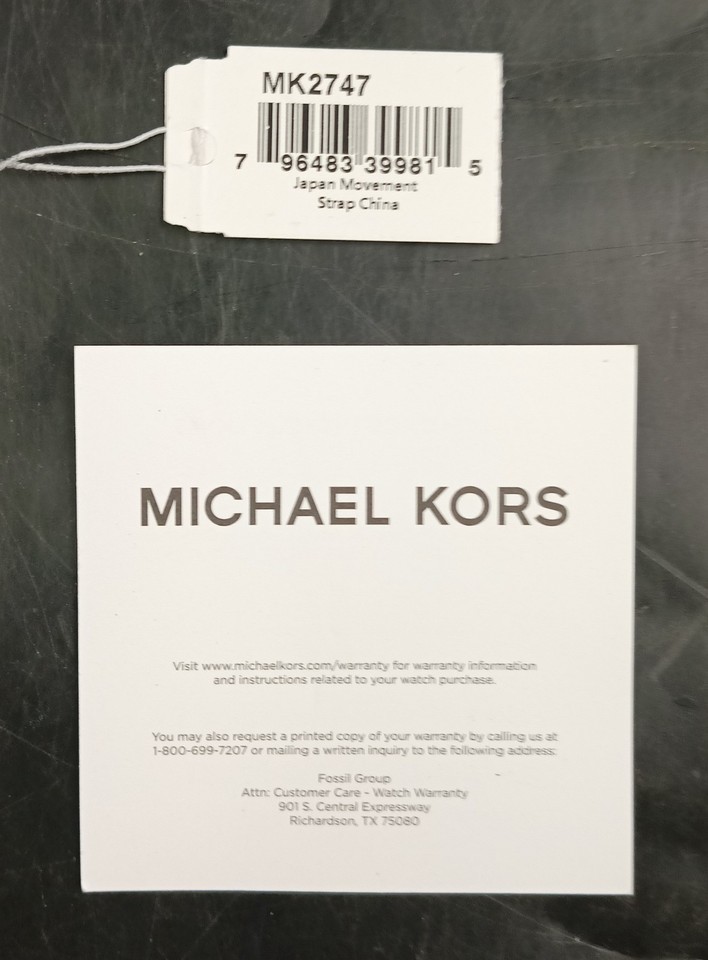 MK2747
7 96483 39981 5
Japan Movement
Strap China
MICHAEL KORS
Visit www.michaelkors.com/warranty for warranty information
and instructions related to your watch purchase.
You may also request a printed copy of your warranty by calling us at
1-800-699-7207 or mailing a written inquiry to the following address:
Fossil Group
Attn: Customer Care - Watch Warranty
901 S. Central Expressway
Richardson, TX 75080